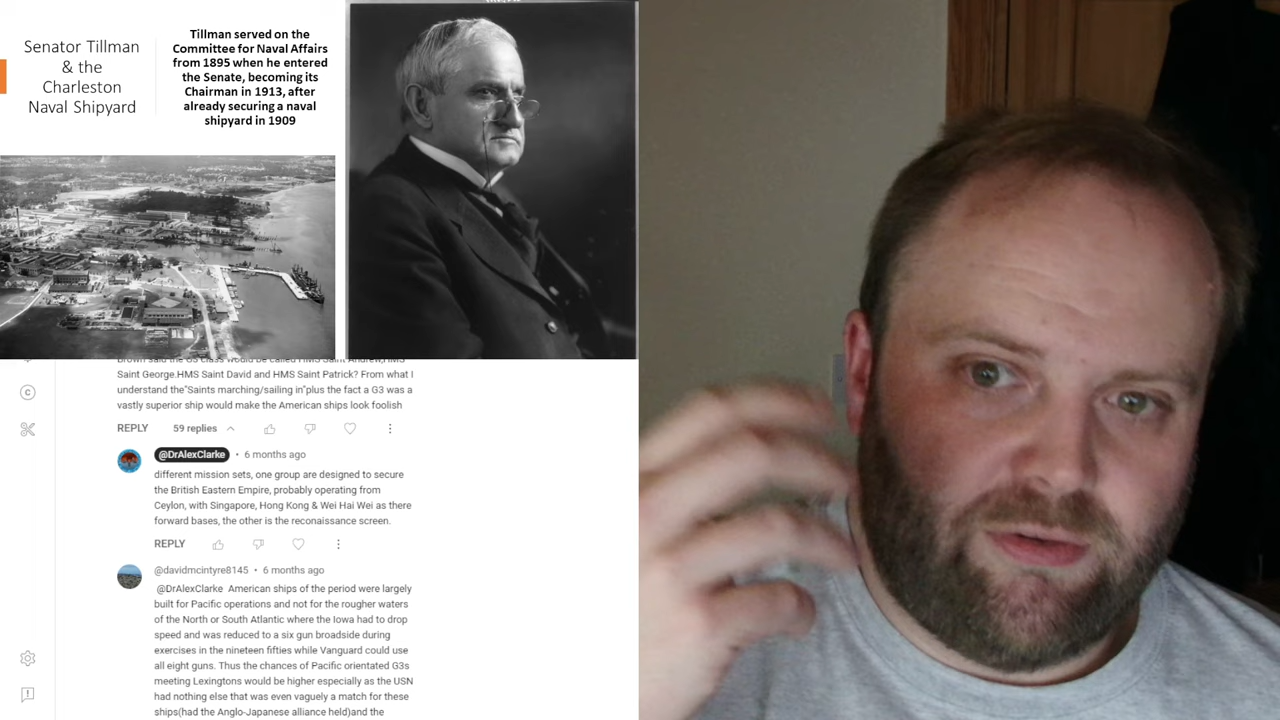 Senator Tillman
& the
Charleston
Naval Shipyard
Tillman served on the
Committee for Naval Affairs
from 1895 when he entered
the Senate, becoming its
Chairman in 1913, after
already securing a naval
shipyard in 1909
Saint George.HMS Saint David and HMS Saint Patrick? From what I
understand the"Saints marching/sailing in"plus the fact a G3 was a
vastly superior ship would make the American ships look foolish
REPLY 59 replies
@DrAlexClarke • 6 months ago
different mission sets, one group are designed to secure
the British Eastern Empire, probably operating from
Ceylon, with Singapore, Hong Kong & Wei Hai Wei as there
forward bases, the other is the reconaissance screen.
REPLY
@davidmcintyre8145 • 6 months ago
@DrAlexClarke American ships of the period were largely
built for Pacific operations and not for the rougher waters
of the North or South Atlantic where the Iowa had to drop
speed and was reduced to a six gun broadside during
exercises in the nineteen fifties while Vanguard could use
all eight guns. Thus the chances of Pacific orientated G3s
meeting Lexingtons would be higher especially as the USN
had nothing else that was even vaguely a match for these
ships(had the Anglo-Japanese alliance held)and the